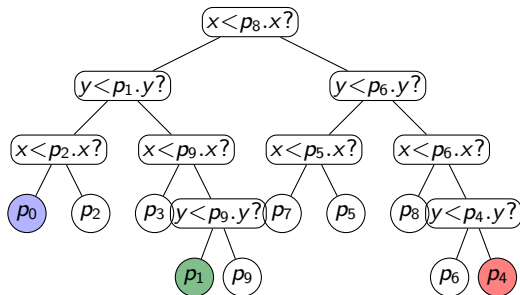 x<p₈.x?
y<p₁.y? y<p₆.y?
x<p₂.x? x<p₉.x? x<p₅.x? x<p₆.x?
p₀ p₂ p₃ y<p₉.y? p₇ p₅ p₈ y<p₄.y?
p₁ p₉ p₆ p₄